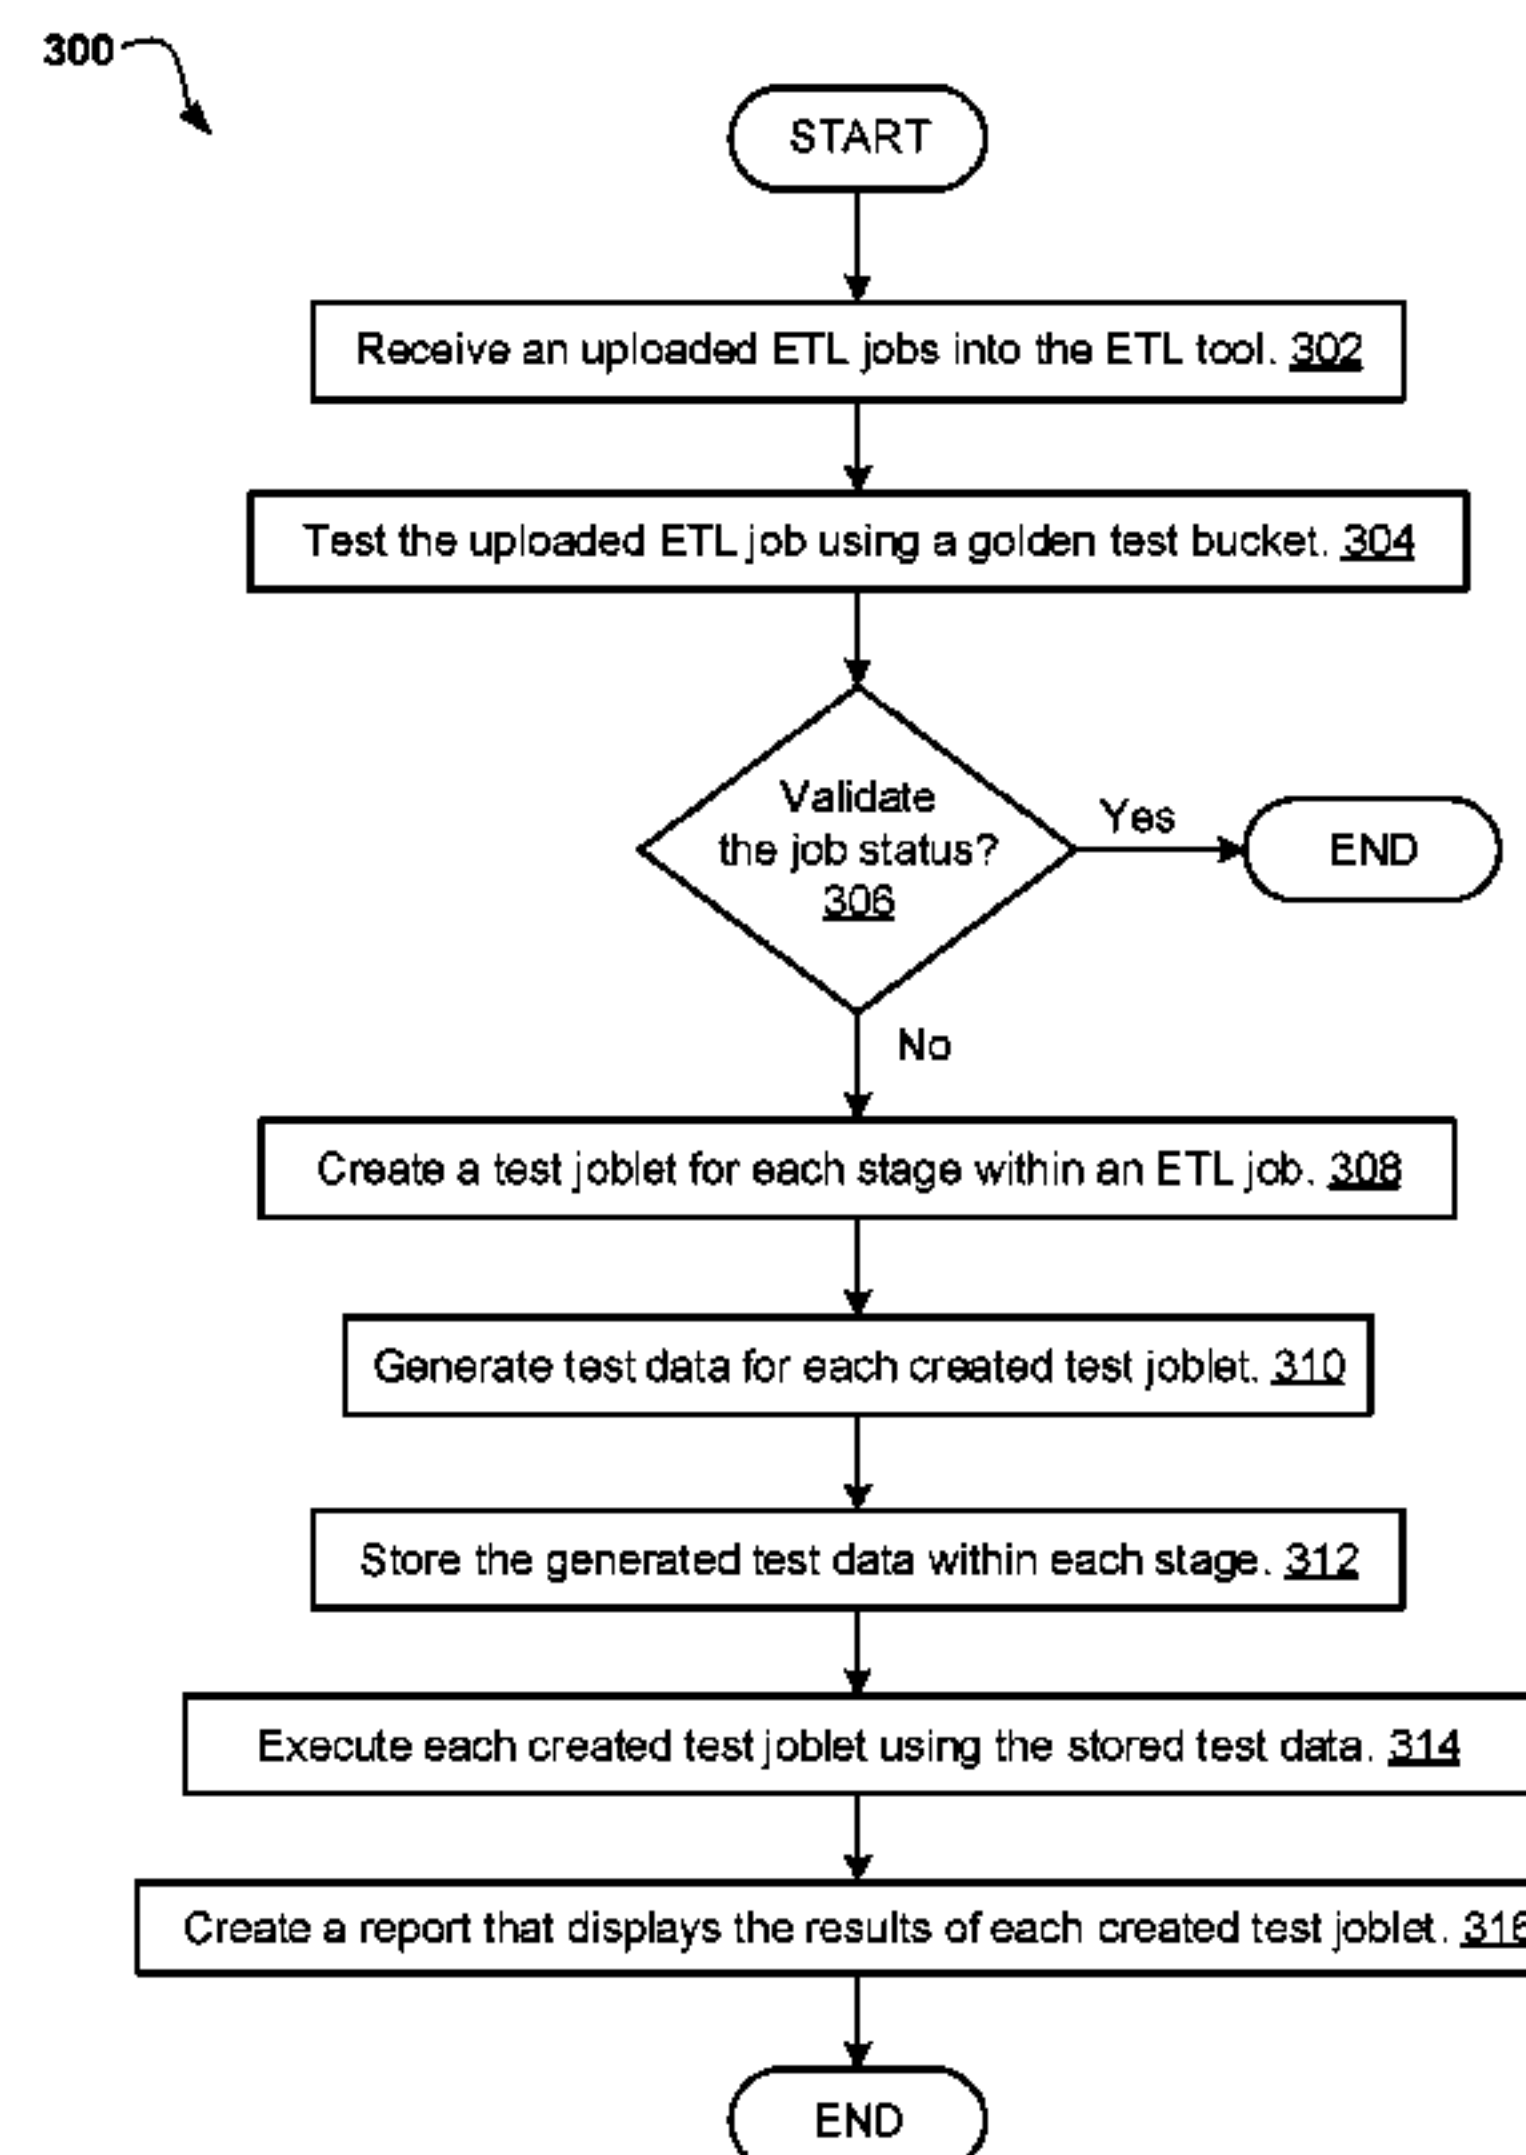 300
START
Receive an uploaded ETL jobs into the ETL tool. 302
Test the uploaded ETL job using a golden test bucket. 304
Validate
the job status?
306
Yes
END
No
Create a test joblet for each stage within an ETL job. 308
Generate test data for each created test joblet. 310
Store the generated test data within each stage. 312
Execute each created test joblet using the stored test data. 314
Create a report that displays the results of each created test joblet. 316
END